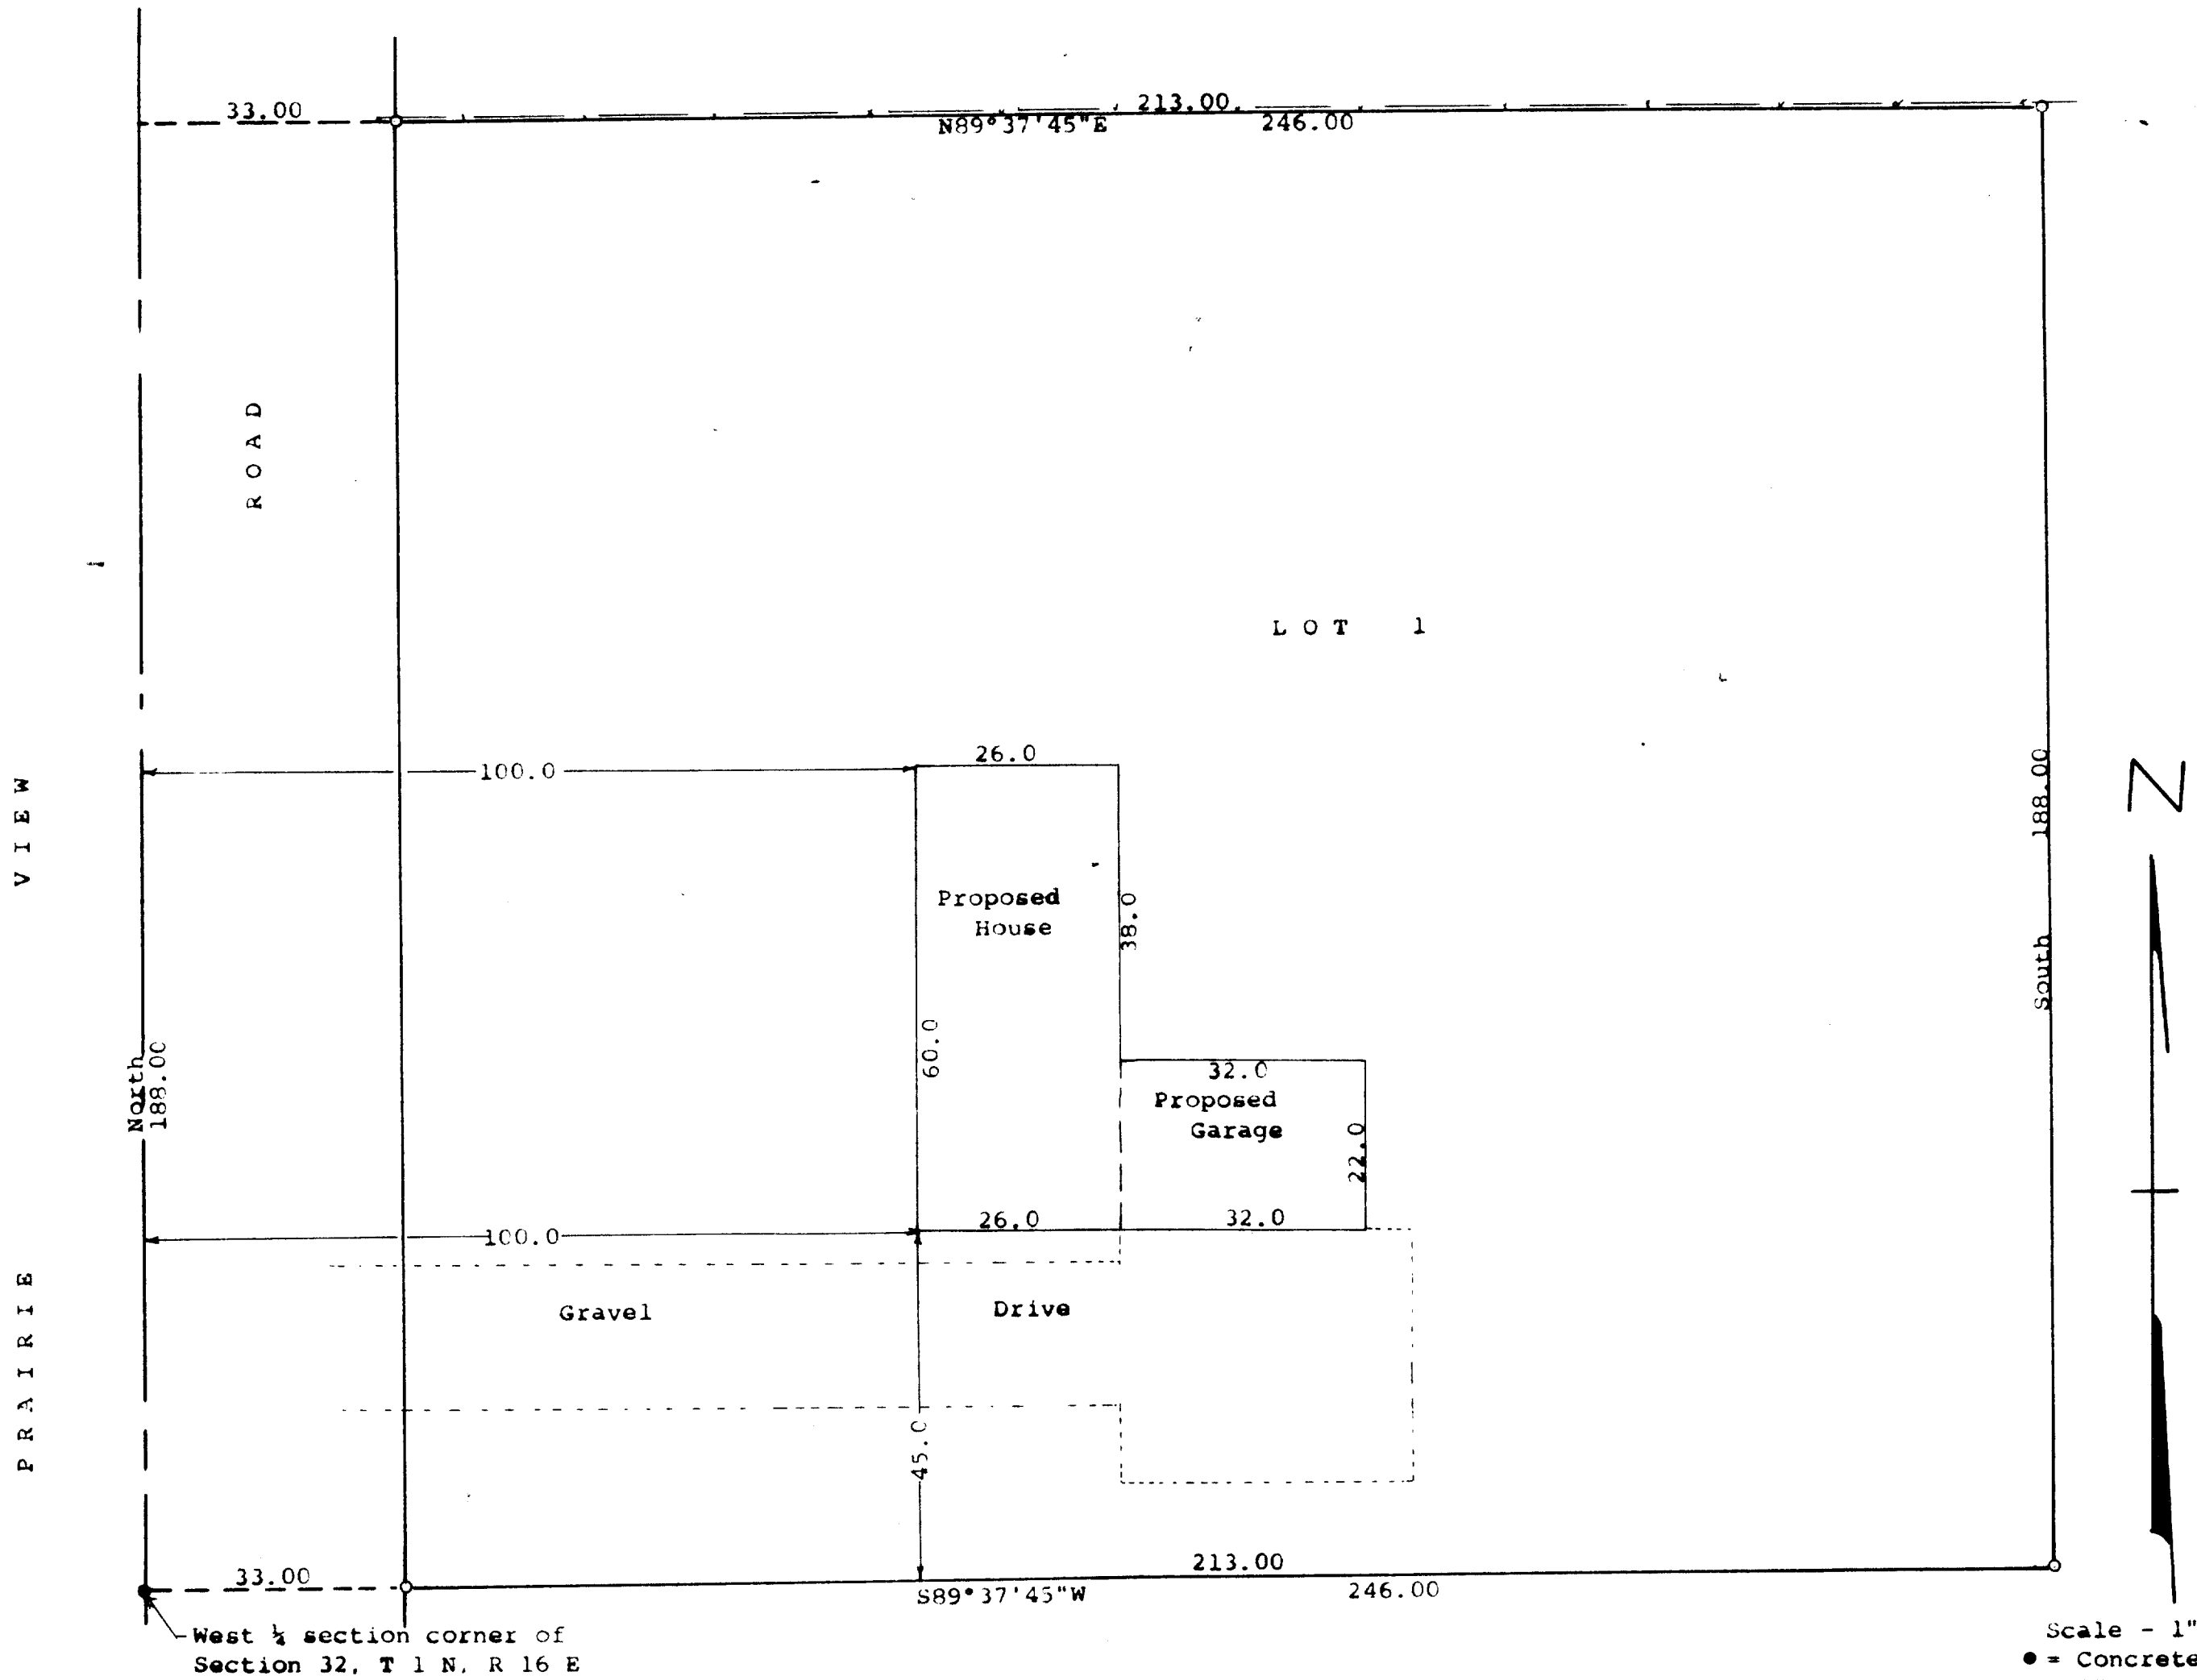 33.00
213.00
N89°37'45"E 246.00
ROAD
LOT 1
26.0
100.0
VIEW
188.00
South
N
Proposed
House
38.0
60.0
North
188.00
32.0
Proposed
Garage
22.0
26.0
32.0
100.0
Gravel Drive
PRAIRIE
45.0
213.00
33.00
S89°37'45"W 246.00
West ¼ section corner of
Section 32, T 1 N, R 16 E
Scale - 1"
● = Concrete